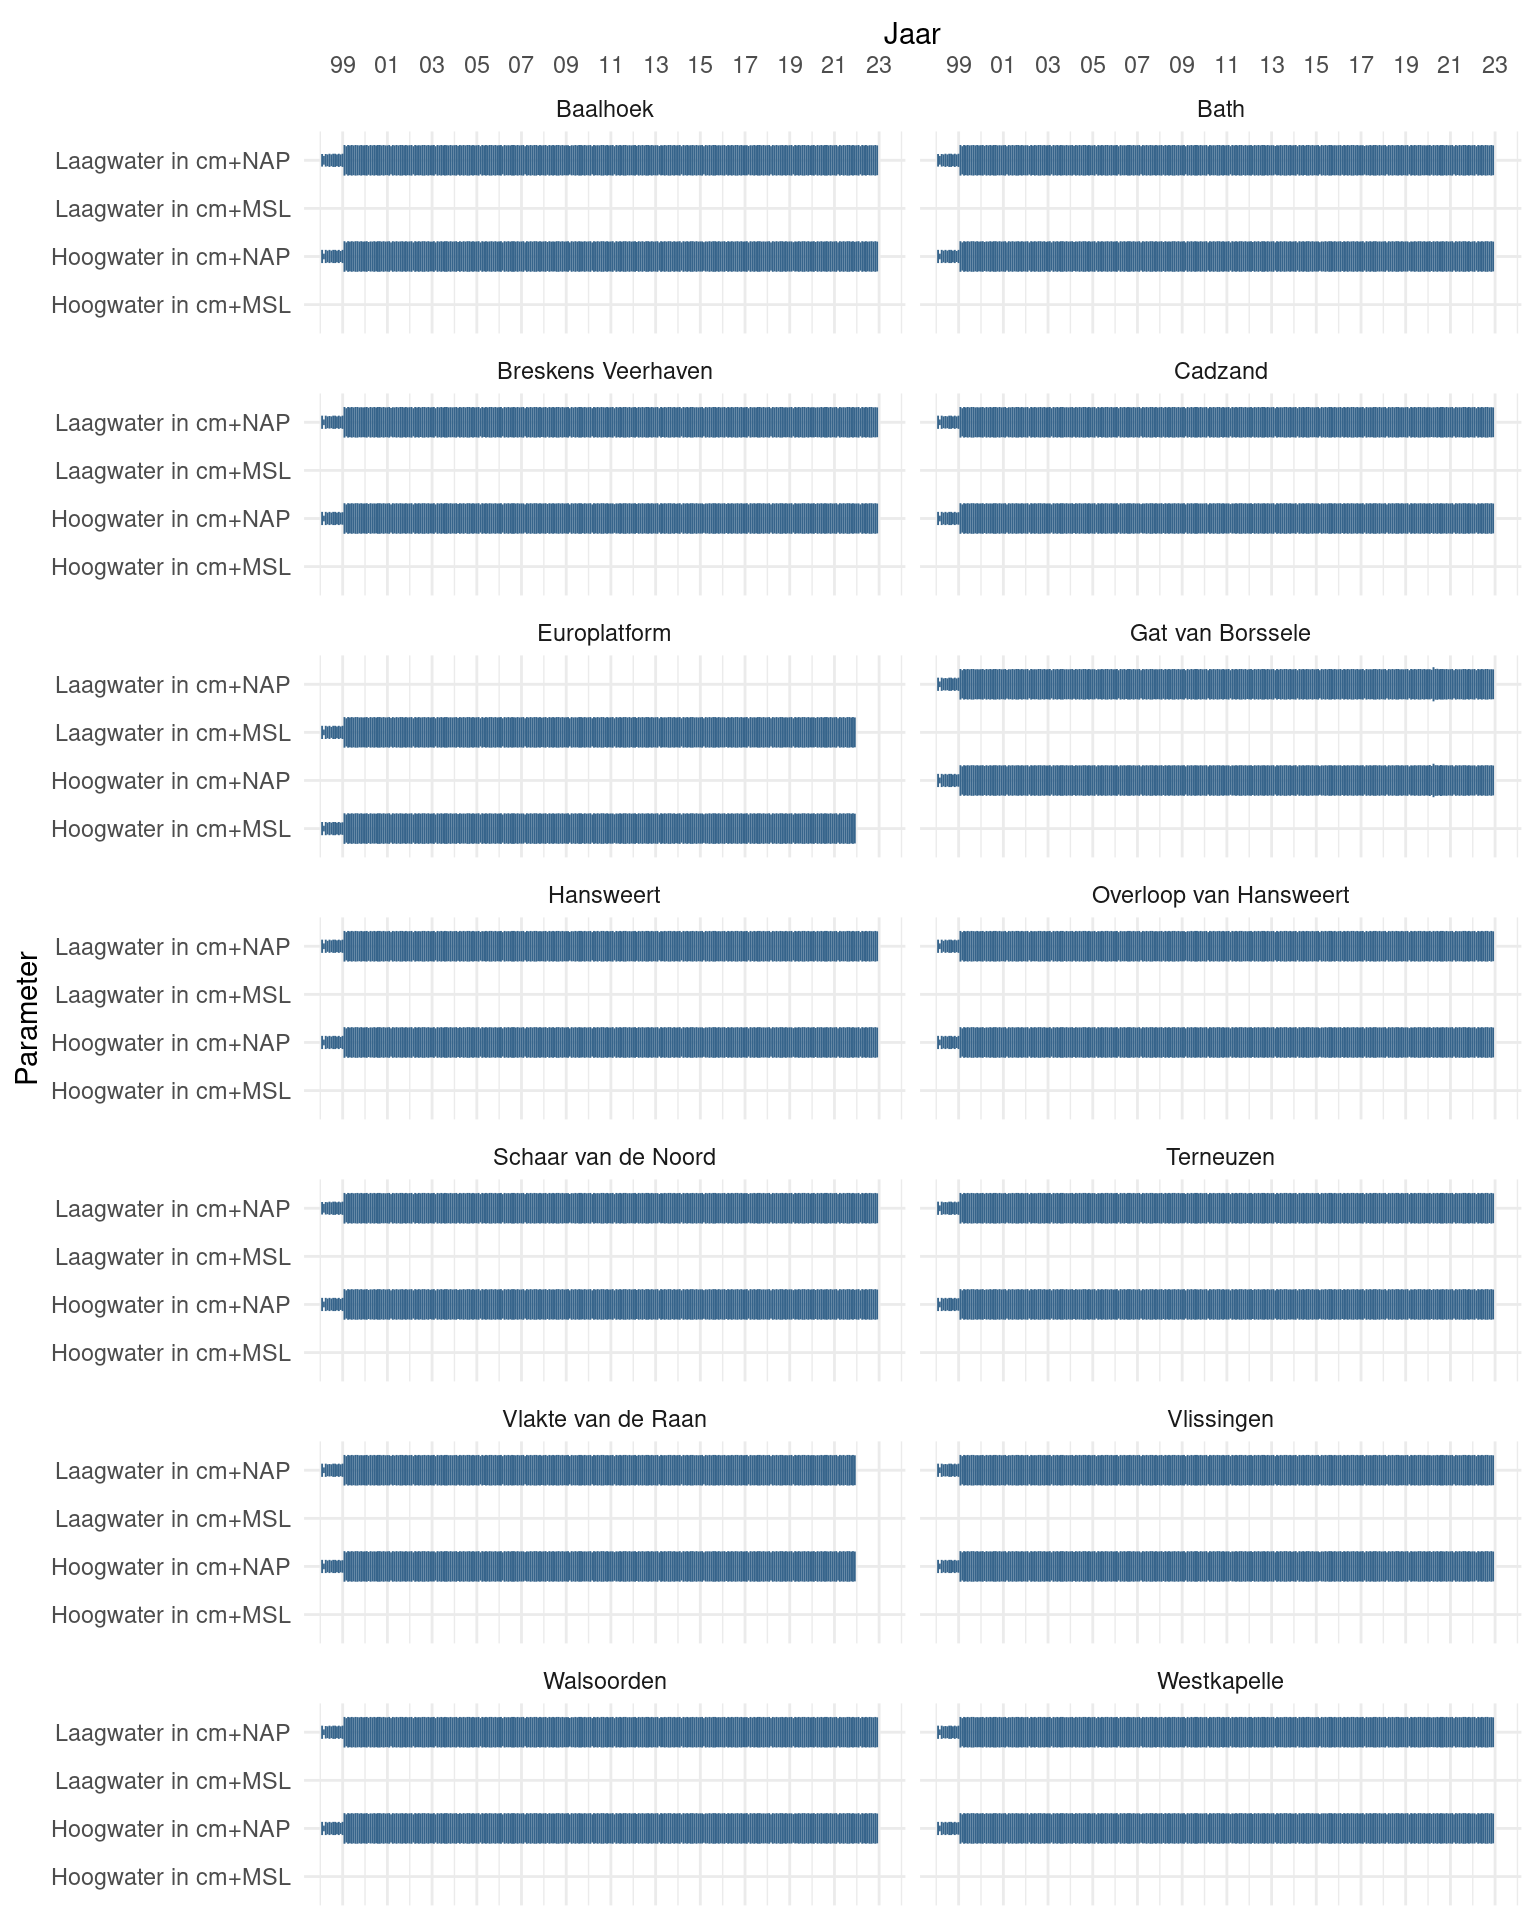 Jaar
99 01 03 05 07 09 11 13 15 17 19 21 23 99 01 03 05 07 09 11 13 15 17 19 21 23
Baalhoek Bath
Laagwater in cm+NAP
Laagwater in cm+MSL
Hoogwater in cm+NAP
Hoogwater in cm+MSL
Breskens Veerhaven Cadzand
Laagwater in cm+NAP
Laagwater in cm+MSL
Hoogwater in cm+NAP
Hoogwater in cm+MSL
Europlatform Gat van Borssele
Laagwater in cm+NAP
Laagwater in cm+MSL
Hoogwater in cm+NAP
Hoogwater in cm+MSL
Hansweert Overloop van Hansweert
Laagwater in cm+NAP
Laagwater in cm+MSL
Hoogwater in cm+NAP
Hoogwater in cm+MSL
Parameter
Schaar van de Noord Terneuzen
Laagwater in cm+NAP
Laagwater in cm+MSL
Hoogwater in cm+NAP
Hoogwater in cm+MSL
Vlakte van de Raan Vlissingen
Laagwater in cm+NAP
Laagwater in cm+MSL
Hoogwater in cm+NAP
Hoogwater in cm+MSL
Walsoorden Westkapelle
Laagwater in cm+NAP
Laagwater in cm+MSL
Hoogwater in cm+NAP
Hoogwater in cm+MSL